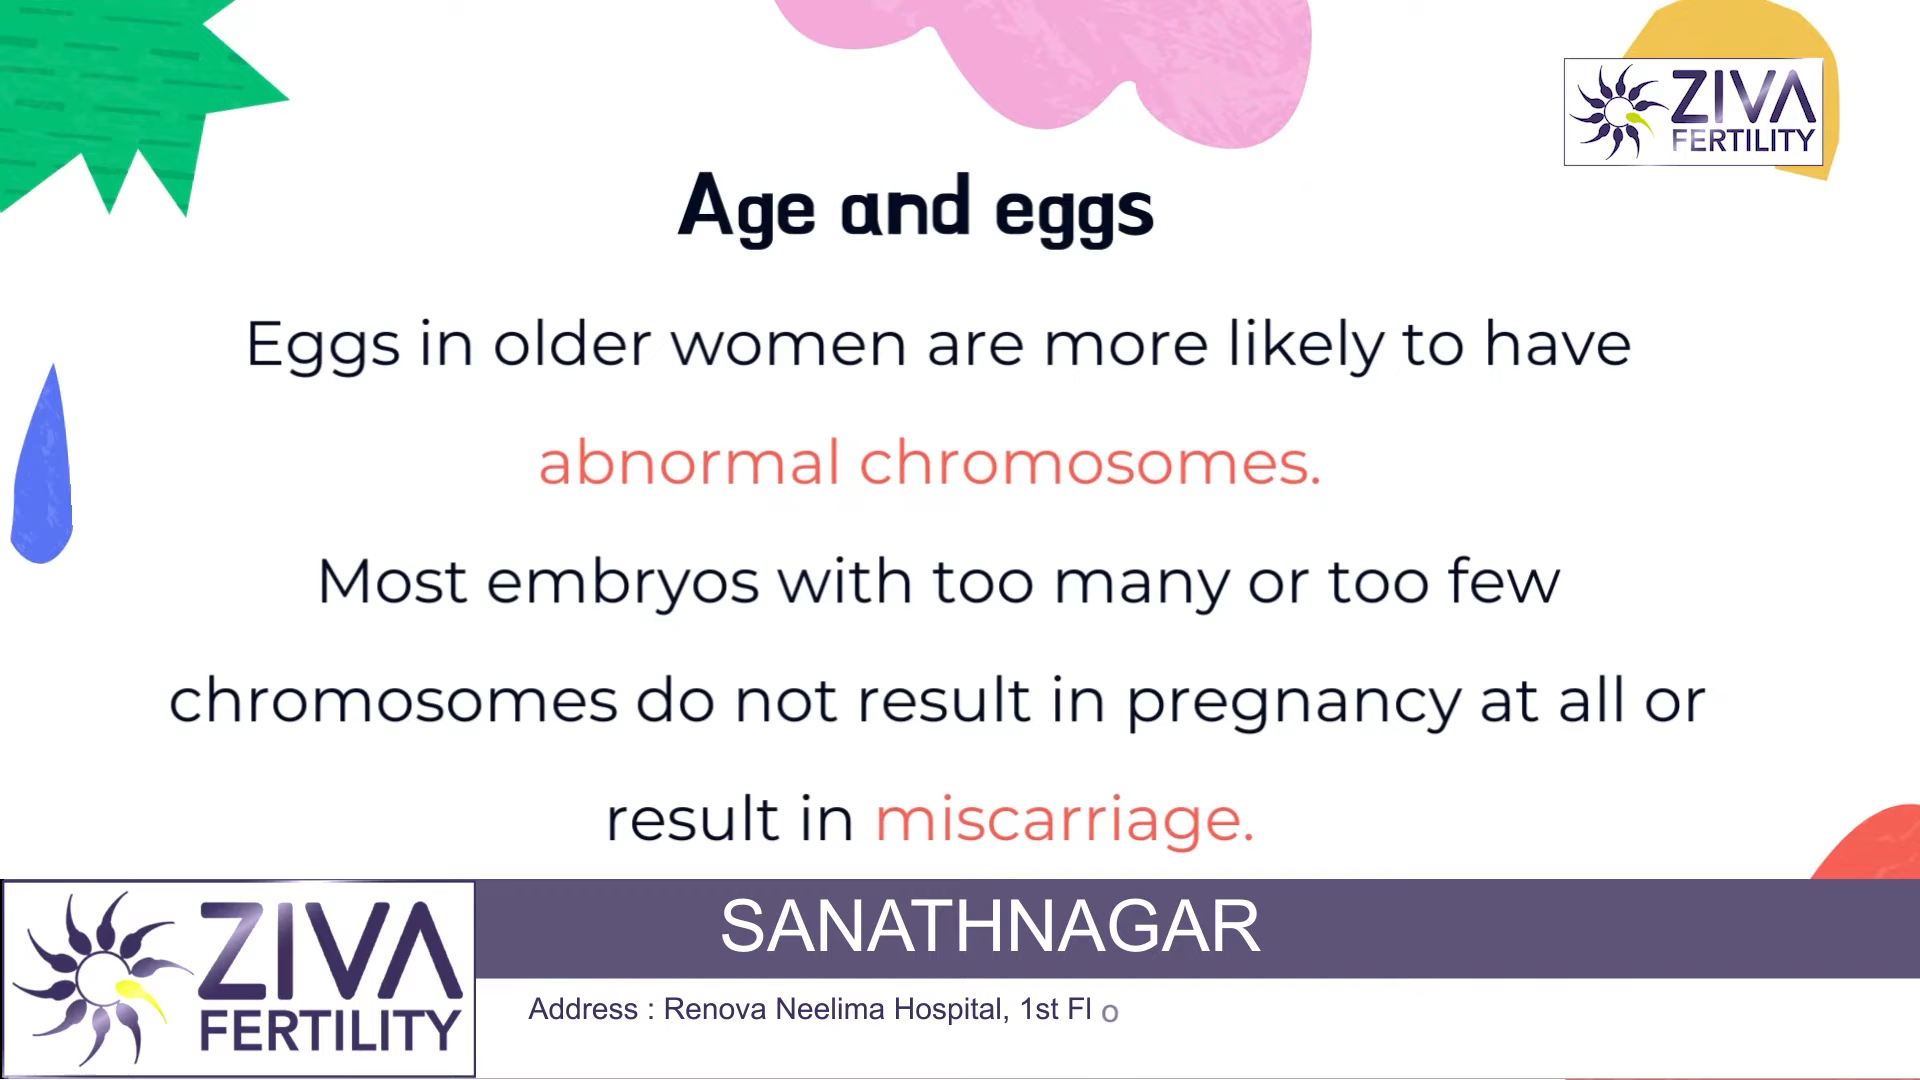 ZIVA
FERTILITY
Age and eggs
Eggs in older women are more likely to have
abnormal chromosomes.
Most embryos with too many or too few
chromosomes do not result in pregnancy at all or
result in miscarriage.
ZIVA
FERTILITY
SANATHNAGAR
Address : Renova Neelima Hospital, 1st Flo